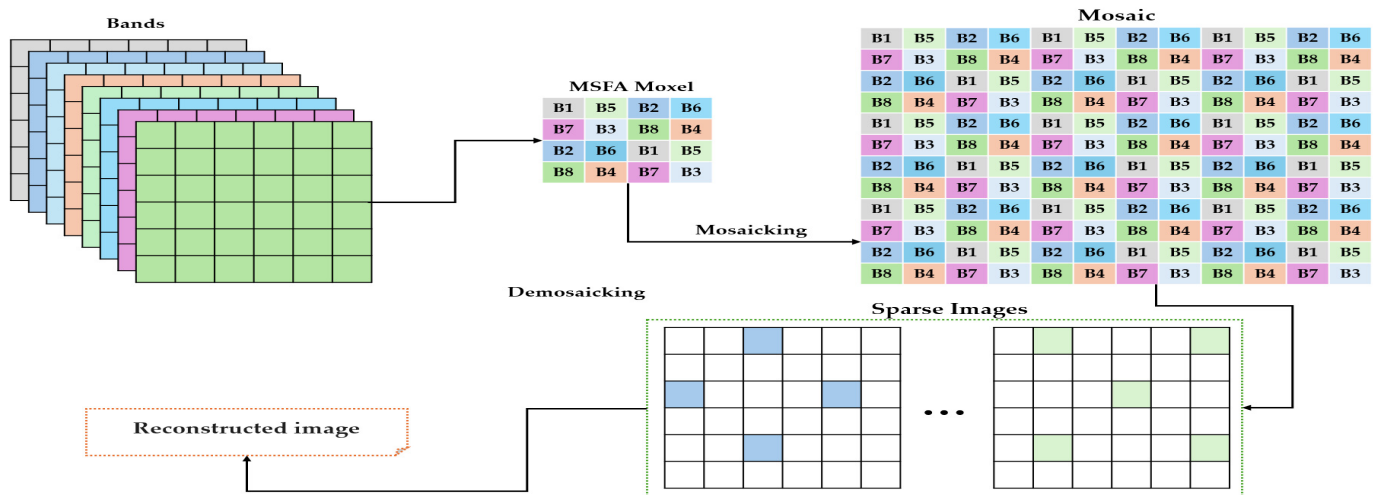 Bands
Mosaic
MSFA Moxel
B1 B5 B2 B6
B7 B3 B8 B4
B2 B6 B1 B5
B8 B4 B7 B3
B1 B5 B2 B6 B1 B5 B2 B6 B1 B5 B2 B6
B7 B3 B8 B4 B7 B3 B8 B4 B7 B3 B8 B4
B2 B6 B1 B5 B2 B6 B1 B5 B2 B6 B1 B5
B8 B4 B7 B3 B8 B4 B7 B3 B8 B4 B7 B3
B1 B5 B2 B6 B1 B5 B2 B6 B1 B5 B2 B6
B7 B3 B8 B4 B7 B3 B8 B4 B7 B3 B8 B4
B2 B6 B1 B5 B2 B6 B1 B5 B2 B6 B1 B5
B8 B4 B7 B3 B8 B4 B7 B3 B8 B4 B7 B3
B1 B5 B2 B6 B1 B5 B2 B6 B1 B5 B2 B6
B7 B3 B8 B4 B7 B3 B8 B4 B7 B3 B8 B4
B2 B6 B1 B5 B2 B6 B1 B5 B2 B6 B1 B5
B8 B4 B7 B3 B8 B4 B7 B3 B8 B4 B7 B3
Mosaicking
Demosaicking
Sparse Images
Reconstructed image